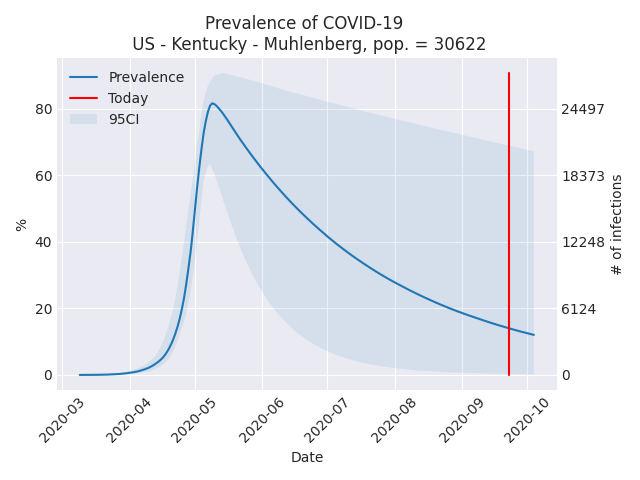 Prevalence of COVID-19
US - Kentucky - Muhlenberg, pop. = 30622
Prevalence
Today
95CI
80
60
40
20
0
%
24497
18373
12248
6124
0
# of infections
2020-03
2020-04
2020-05
2020-06
2020-07
2020-08
2020-09
2020-10
Date